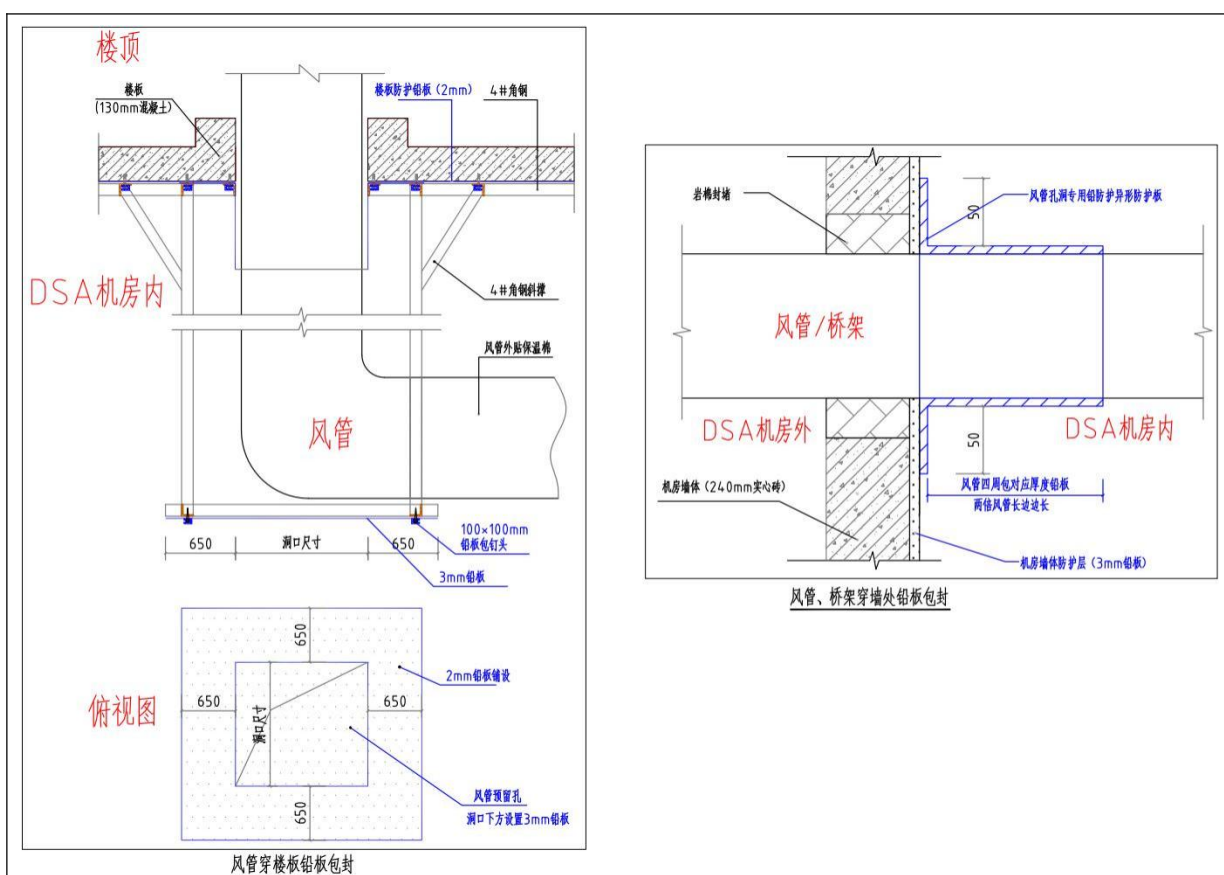 楼顶
楼板
(130mm混凝土)
楼板防护铅板（2mm）
4#角钢
DSA机房内
4#角钢斜撑
风管外贴保温棉
风管
650
洞口尺寸
650
100×100mm
铅板包钉头
3mm铅板
俯视图
650
650
洞口尺寸
650
650
2mm铅板铺设
风管预留孔
洞口下方设置3mm铅板
风管穿楼板铅板包封
岩棉封堵
50
风管孔洞专用铅防护异形防护板
风管/桥架
DSA机房外
DSA机房内
50
机房墙体（240mm实心砖）
风管四周包对应厚度铅板
两倍风管长边边长
机房墙体防护层（3mm铅板）
风管、桥架穿墙处铅板包封